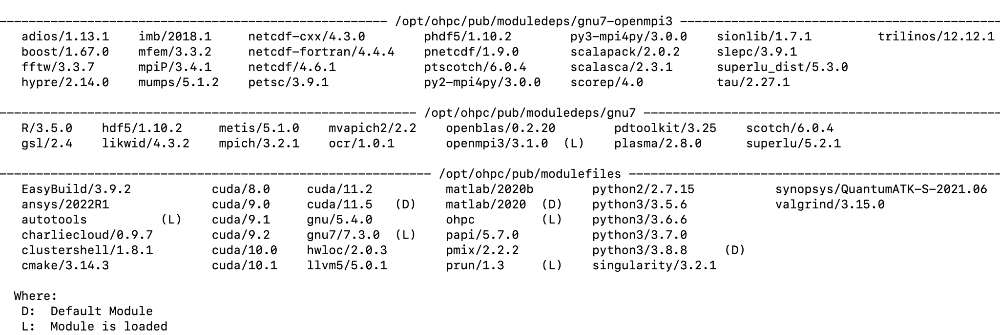 ---------------------------------------------------- /opt/ohpc/pub/moduledeps/gnu7-openmpi3 --------------------------------------------
   adios/1.13.1    imb/2018.1     netcdf-cxx/4.3.0        phdf5/1.10.2        py3-mpi4py/3.0.0    sionlib/1.7.1         trilinos/12.12.1
   boost/1.67.0    mfem/3.3.2     netcdf-fortran/4.4.4    pnetcdf/1.9.0       scalapack/2.0.2     slepc/3.9.1
   fftw/3.3.7      mpiP/3.4.1     netcdf/4.6.1            ptscotch/6.0.4      scalasca/2.3.1      superlu_dist/5.3.0
   hypre/2.14.0    mumps/5.1.2    petsc/3.9.1             py2-mpi4py/3.0.0    scorep/4.0          tau/2.27.1
-------------------------------------------------------- /opt/ohpc/pub/moduledeps/gnu7 -------------------------------------------------
   R/3.5.0    hdf5/1.10.2     metis/5.1.0    mvapich2/2.2    openblas/0.2.20        pdtoolkit/3.25    scotch/6.0.4
   gsl/2.4    likwid/4.3.2    mpich/3.2.1    ocr/1.0.1       openmpi3/3.1.0  (L)    plasma/2.8.0      superlu/5.2.1
---------------------------------------------------------- /opt/ohpc/pub/modulefiles ---------------------------------------------------
   EasyBuild/3.9.2           cuda/8.0     cuda/11.2          matlab/2020b        python2/2.7.15           synopsys/QuantumATK-S-2021.06
   ansys/2022R1              cuda/9.0     cuda/11.5   (D)    matlab/2020  (D)    python3/3.5.6            valgrind/3.15.0
   autotools          (L)    cuda/9.1     gnu/5.4.0          ohpc         (L)    python3/3.6.6
   charliecloud/0.9.7        cuda/9.2     gnu7/7.3.0  (L)    papi/5.7.0          python3/3.7.0
   clustershell/1.8.1        cuda/10.0    hwloc/2.0.3        pmix/2.2.2          python3/3.8.8     (D)
   cmake/3.14.3              cuda/10.1    llvm5/5.0.1        prun/1.3     (L)    singularity/3.2.1
  Where:
   D:  Default Module
   L:  Module is loaded